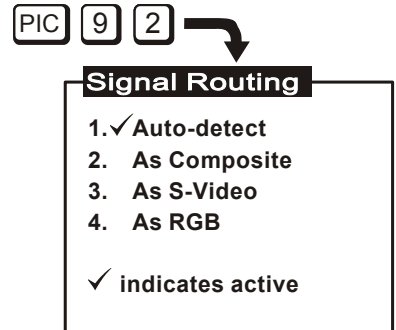 PIC 9 2
Signal Routing
1.✓Auto-detect
2. As Composite
3. As S-Video
4. As RGB
✓ indicates active